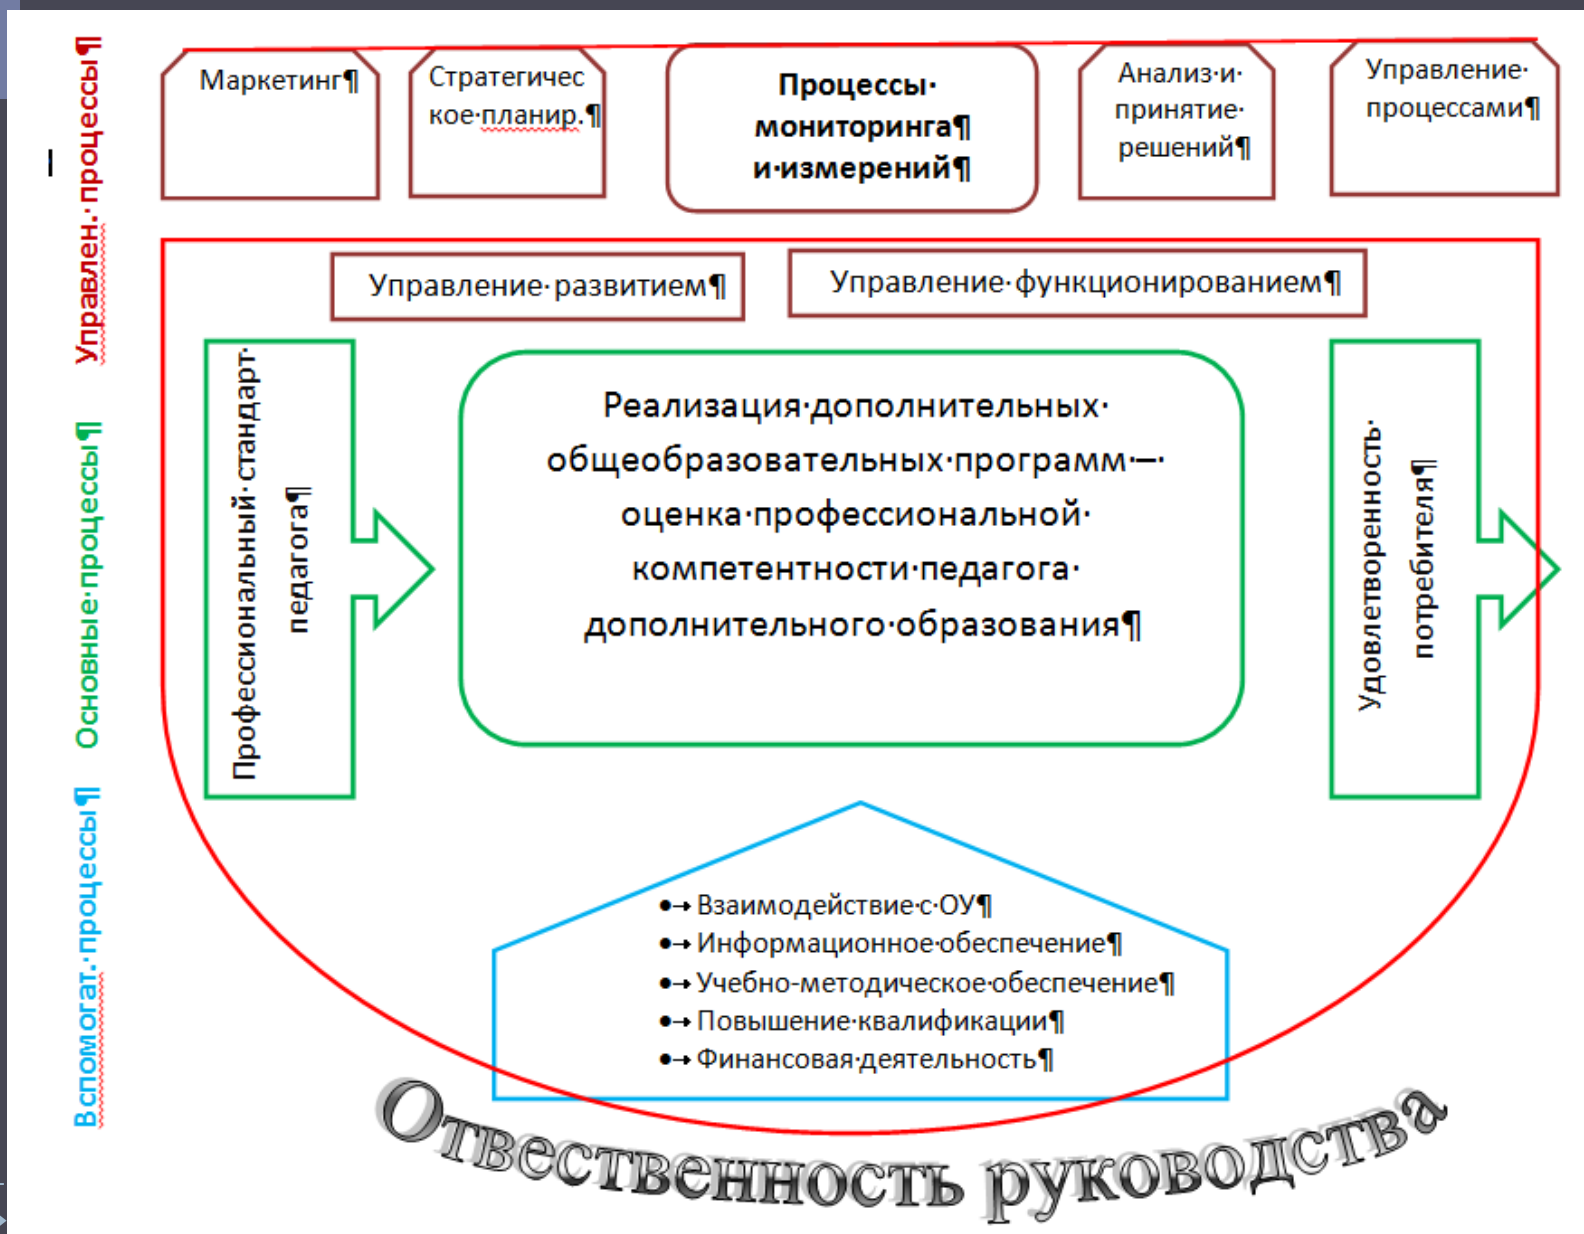 Управлен. процессы¶
Основные процессы¶
Вспомогат. процессы¶
Маркетинг¶
Стратегичес
кое·планир.¶
Процессы·
мониторинга¶
и·измерений¶
Анализ·и·
принятие·
решений¶
Управление·
процессами¶
Управление·развитием¶
Управление·функционированием¶
Профессиональный·стандарт·
педагога¶
Реализация·дополнительных·
общеобразовательных·программ·–·
оценка·профессиональной·
компетентности·педагога·
дополнительного·образования¶
Удовлетворенность·
потребителя¶
●→Взаимодействие·с·ОУ¶
●→Информационное·обеспечение¶
●→Учебно-методическое·обеспечение¶
●→Повышение·квалификации¶
●→Финансовая·деятельность¶
Отвественность руководства